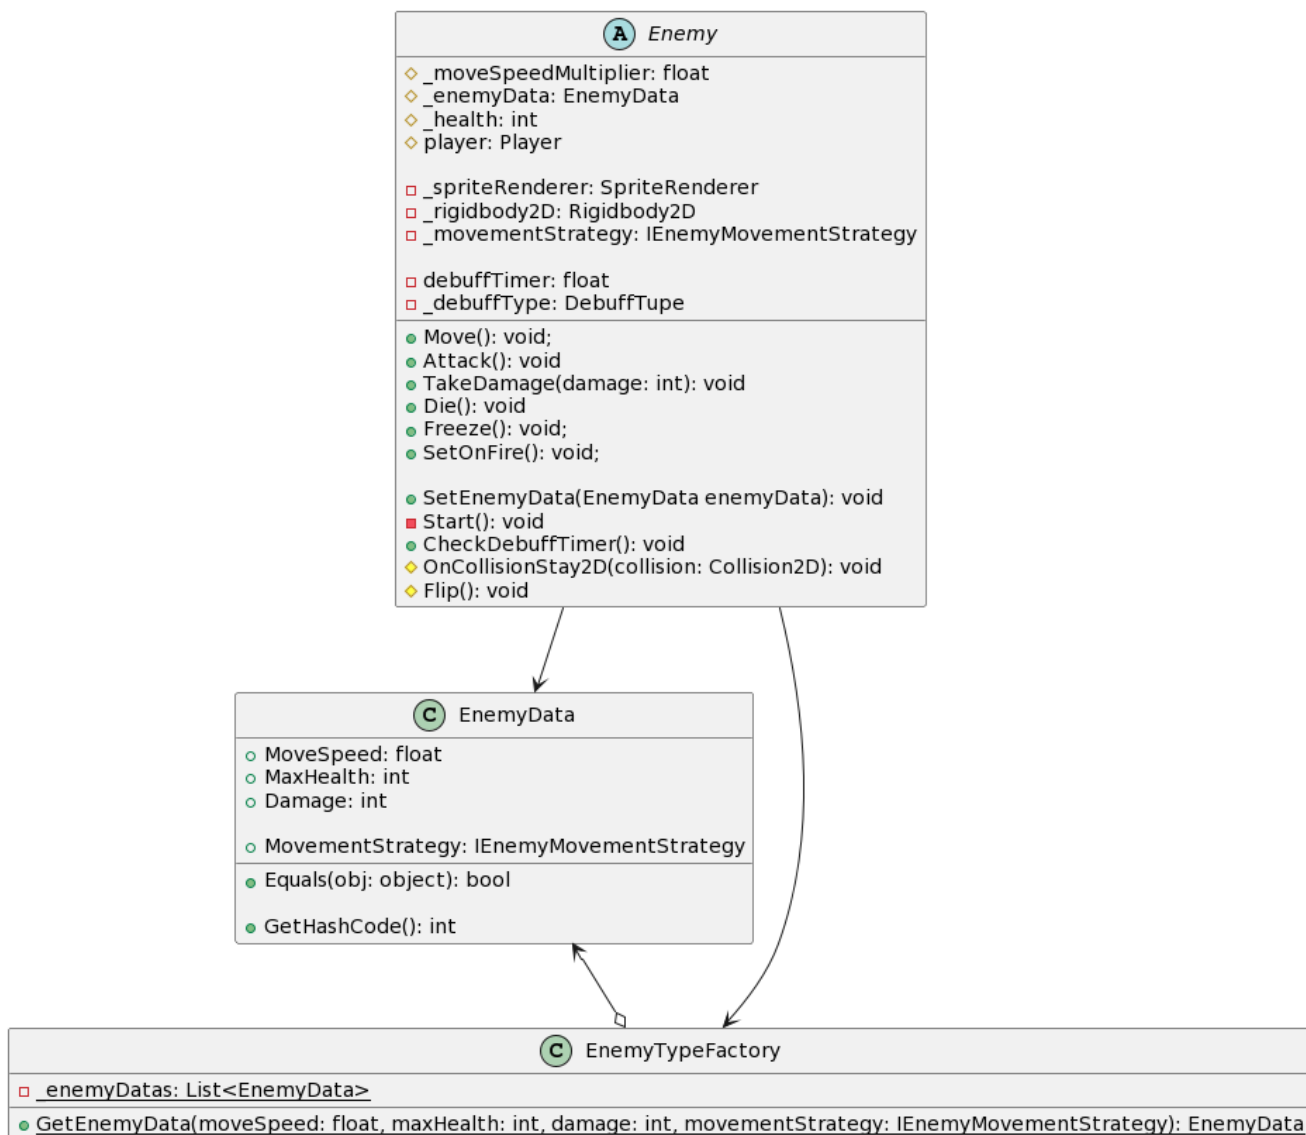 A Enemy
_moveSpeedMultiplier: float
_enemyData: EnemyData
_health: int
player: Player
_spriteRenderer: SpriteRenderer
_rigidbody2D: Rigidbody2D
_movementStrategy: IEnemyMovementStrategy
debuffTimer: float
_debuffType: DebuffTupe
Move(): void;
Attack(): void
TakeDamage(damage: int): void
Die(): void
Freeze(): void;
SetOnFire(): void;
SetEnemyData(EnemyData enemyData): void
Start(): void
CheckDebuffTimer(): void
OnCollisionStay2D(collision: Collision2D): void
Flip(): void
C EnemyData
MoveSpeed: float
MaxHealth: int
Damage: int
MovementStrategy: IEnemyMovementStrategy
Equals(obj: object): bool
GetHashCode(): int
C EnemyTypeFactory
_enemyDatas: List<EnemyData>
GetEnemyData(moveSpeed: float, maxHealth: int, damage: int, movementStrategy: IEnemyMovementStrategy): EnemyData